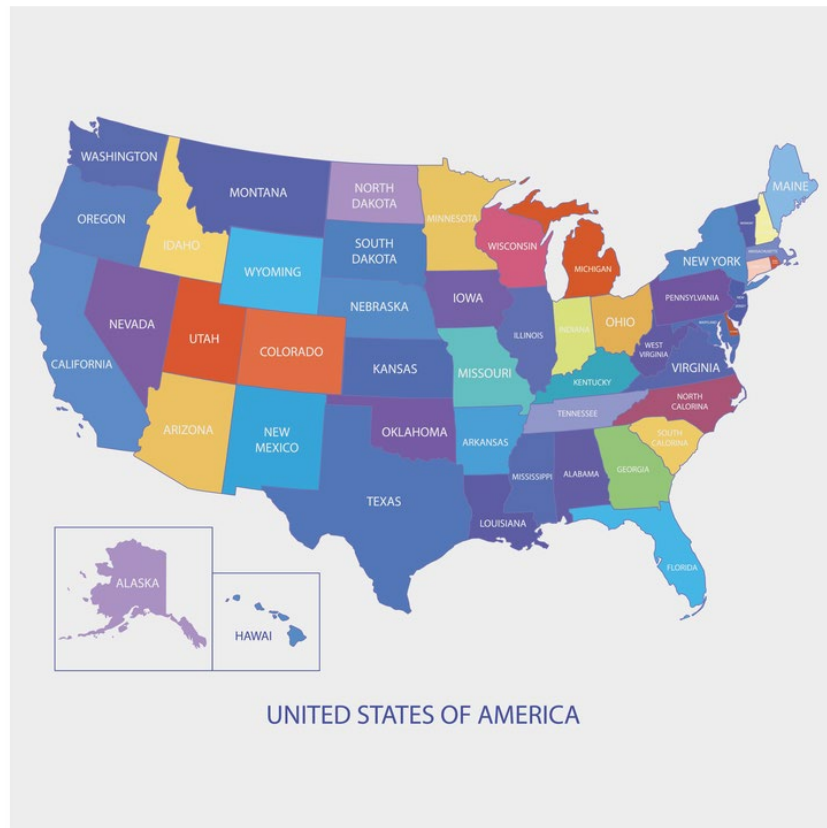 WASHINGTON
MONTANA
NORTH
DAKOTA
MINNESOTA
MAINE
OREGON
IDAHO
WISCONSIN
SOUTH
DAKOTA
WYOMING
MICHIGAN
NEW YORK
NEBRASKA
IOWA
PENNSYLVANIA
NEVADA
UTAH
COLORADO
ILLINOIS
INDIANA
OHIO
WEST
VIRGINIA
VIRGINIA
CALIFORNIA
KANSAS
MISSOURI
KENTUCKY
NORTH
CALORINA
TENNESSEE
ARIZONA
NEW
MEXICO
OKLAHOMA
ARKANSAS
SOUTH
CALORINA
MISSISSIPPI
ALABAMA
GEORGIA
TEXAS
LOUISIANA
FLORIDA
ALASKA
HAWAI
UNITED STATES OF AMERICA